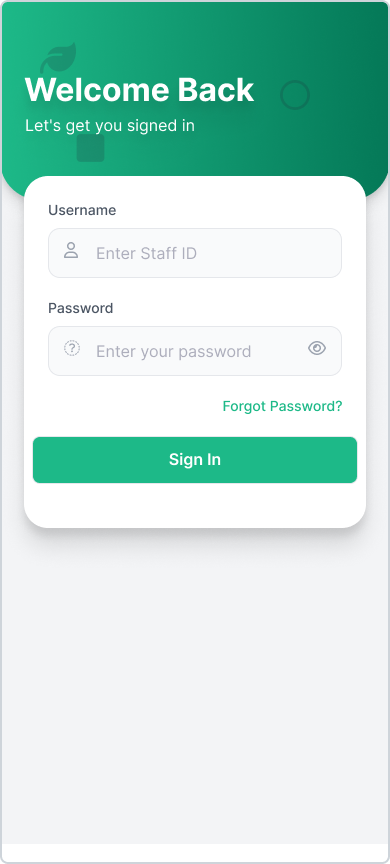 Welcome Back
Let's get you signed in
Username
Enter Staff ID
Password
Enter your password
Forgot Password?
Sign In